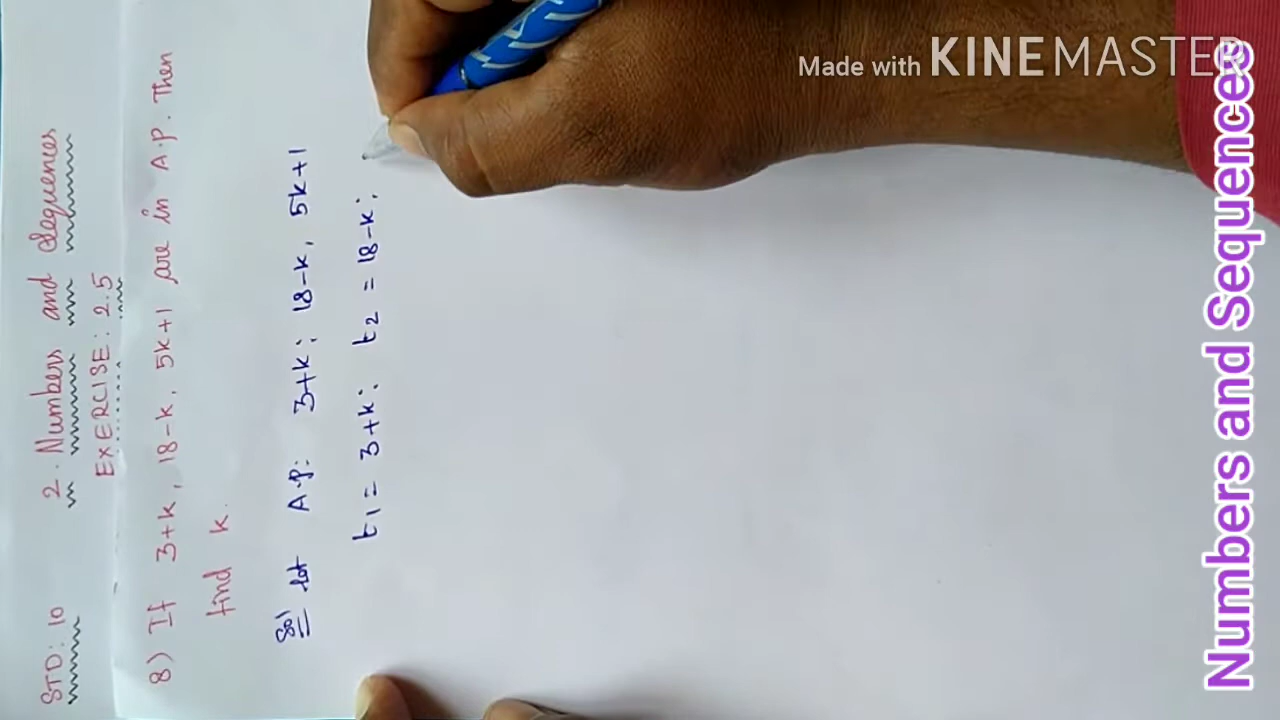 STD: 10 2. Numbers and Sequences
EXERCISE: 2.5
8) If 3+k, 18-k, 5k+1 are in A.P. Then
find k.
Sol let A.P: 3+k; 18-k, 5k+1
t1 = 3+k: t2 = 18-k;
Made with KINEMASTER
Numbers and Sequences